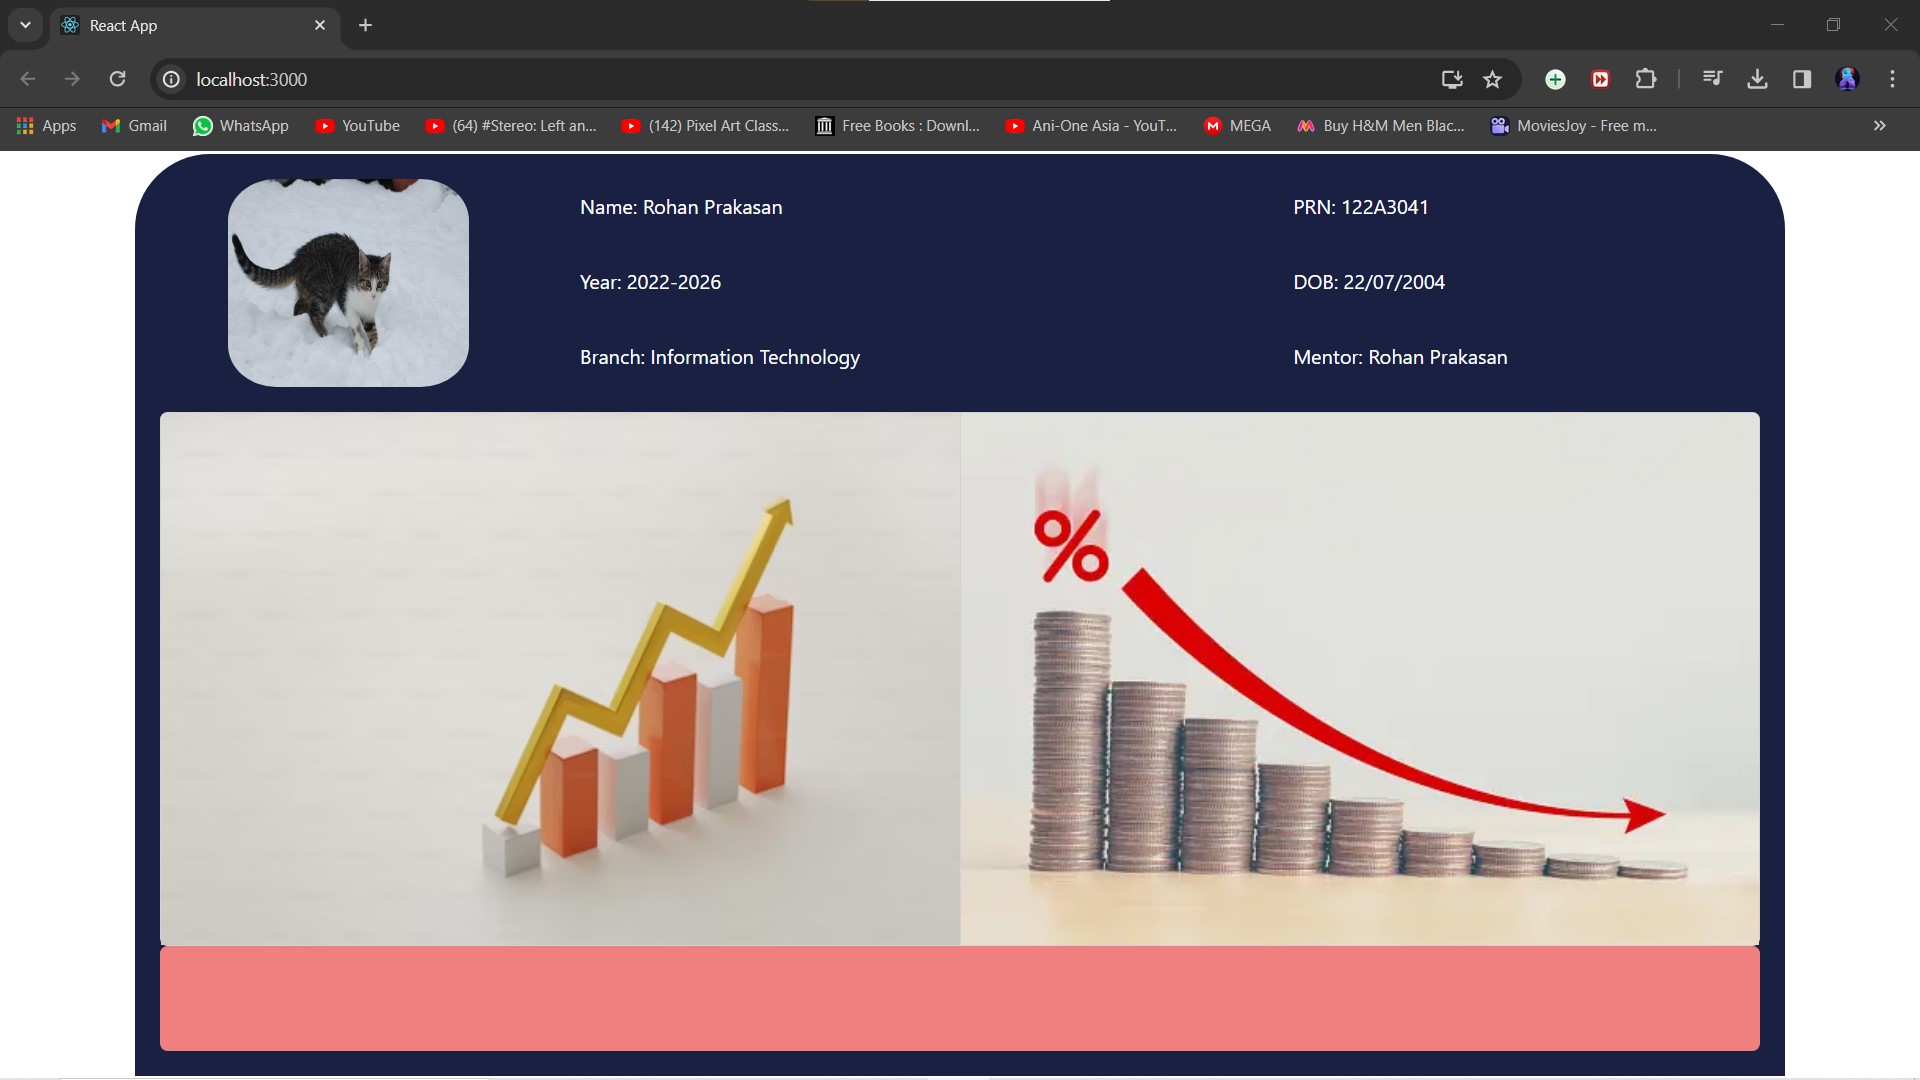 React App
localhost:3000
Apps Gmail WhatsApp YouTube (64) #Stereo: Left an... (142) Pixel Art Class... Free Books : Downl... Ani-One Asia - YouT... MEGA Buy H&M Men Blac... MoviesJoy - Free m...
Name: Rohan Prakasan
PRN: 122A3041
Year: 2022-2026
DOB: 22/07/2004
Branch: Information Technology
Mentor: Rohan Prakasan
%